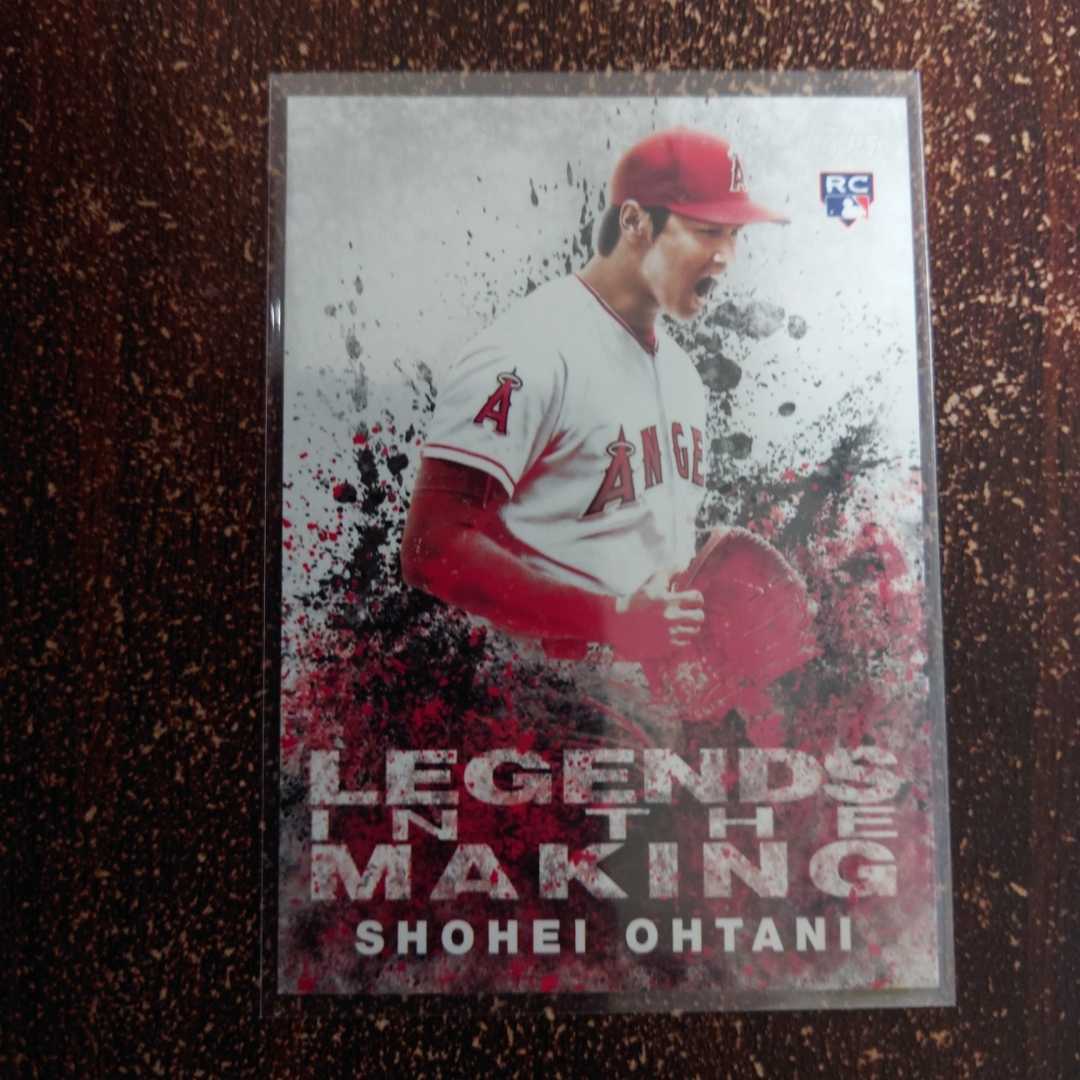 RC
A
A
ANGE
LEGENDS
IN THE
MAKING
SHOHEI OHTANI